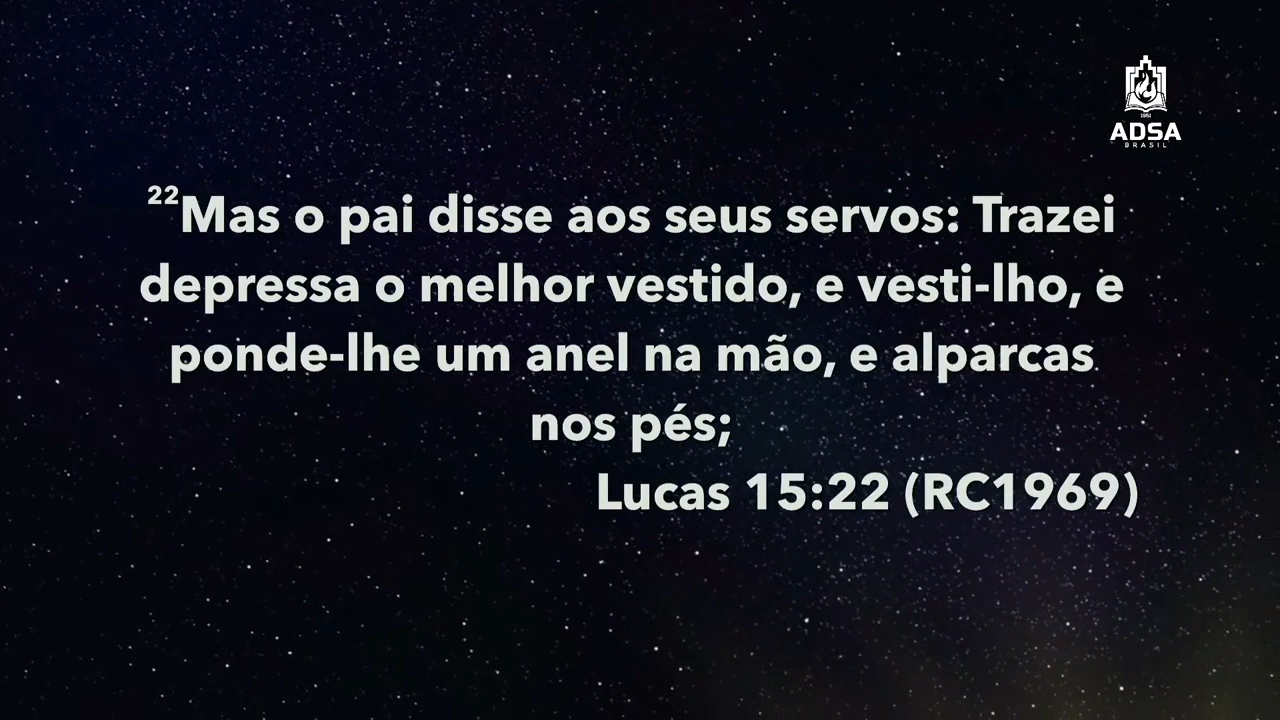 1962
ADSA
BRASIL
22Mas o pai disse aos seus servos: Trazei
depressa o melhor vestido, e vesti-lho, e
ponde-lhe um anel na mão, e alparcas
nos pés;
Lucas 15:22 (RC1969)